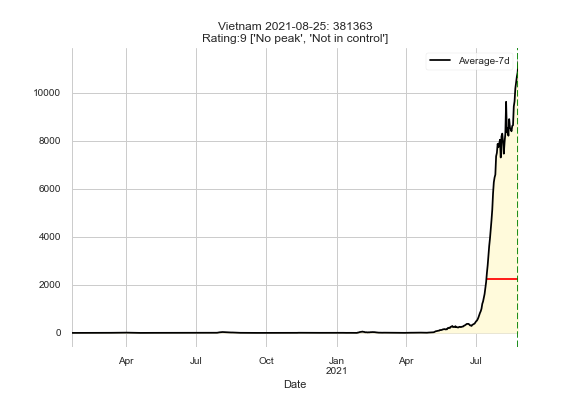 Vietnam 2021-08-25: 381363
Rating:9 ['No peak', 'Not in control']
Average-7d
10000
8000
6000
4000
2000
0
Apr
Jul
Oct
Jan
2021
Apr
Jul
Date